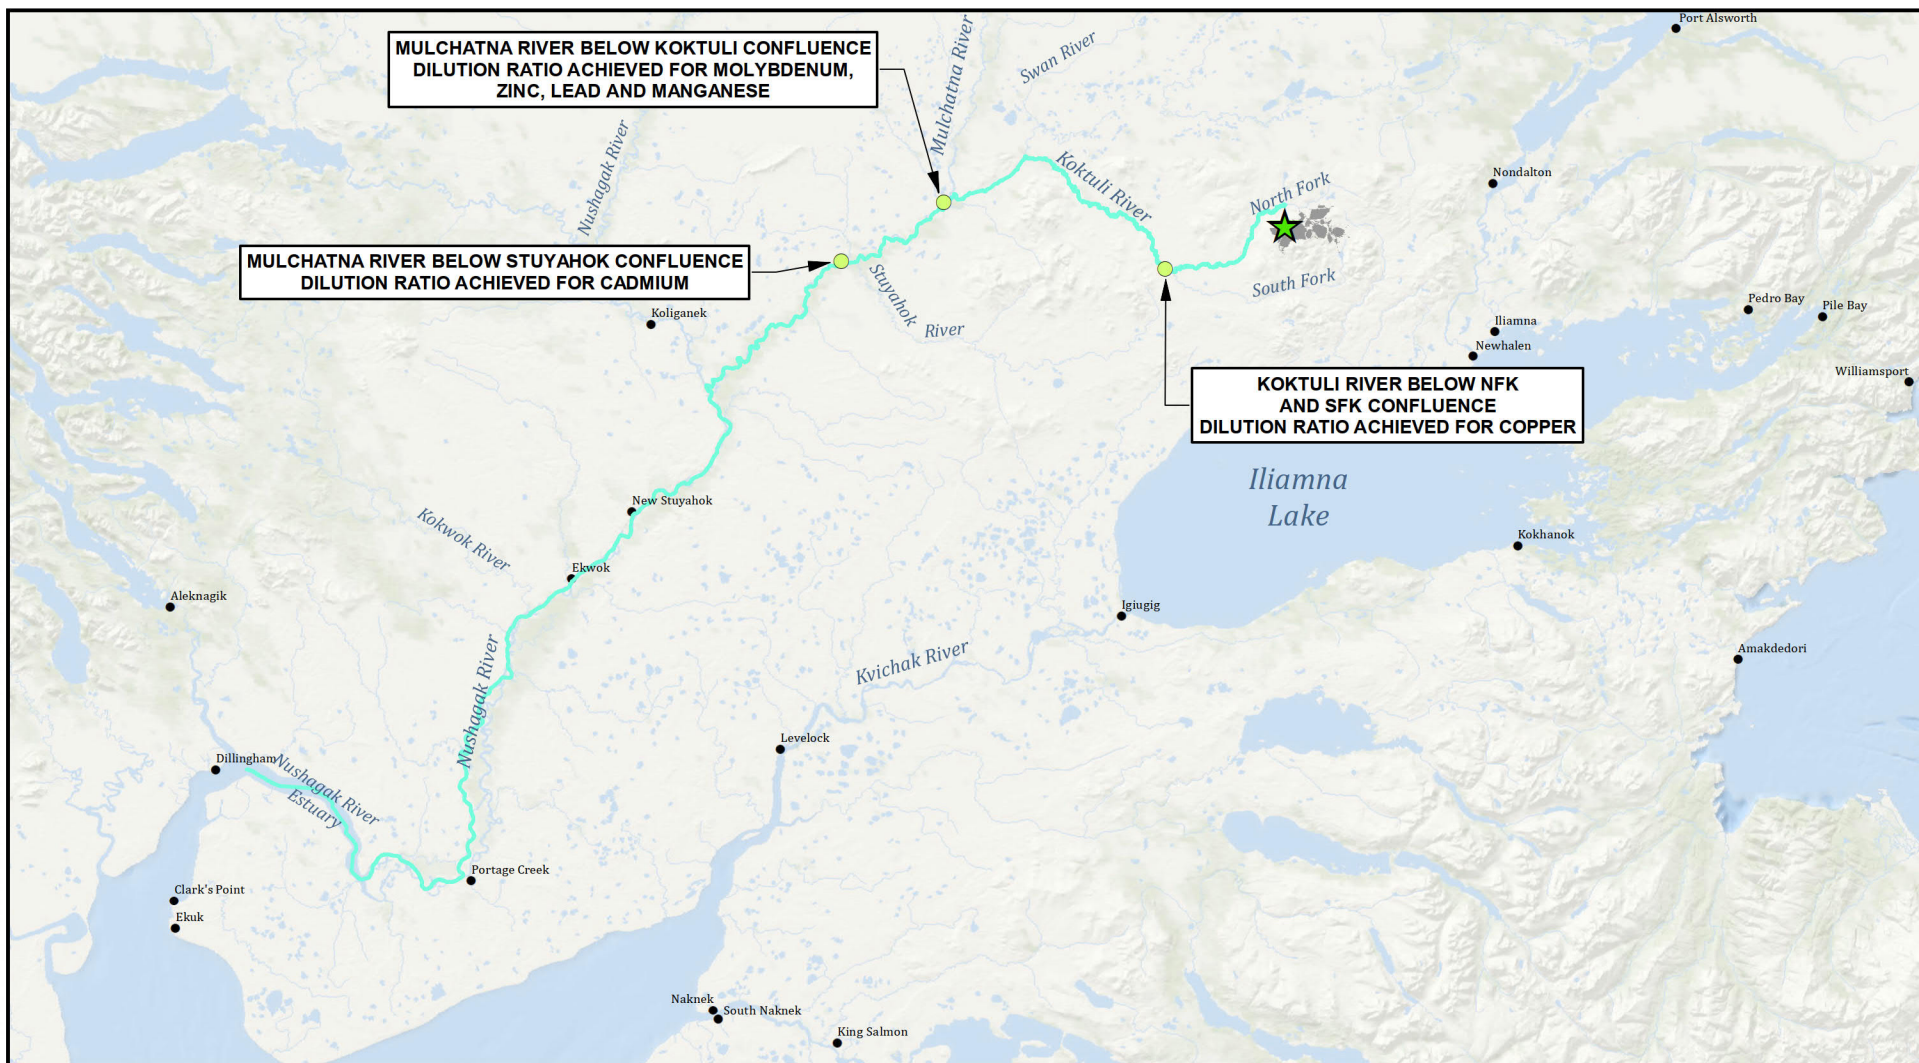 Port Alsworth
MULCHATNA RIVER BELOW KOKTULI CONFLUENCE
DILUTION RATIO ACHIEVED FOR MOLYBDENUM,
ZINC, LEAD AND MANGANESE
Mulchatna River
Swan River
Nushagak River
Koktuli River
North Fork
Nondalton
MULCHATNA RIVER BELOW STUYAHOK CONFLUENCE
DILUTION RATIO ACHIEVED FOR CADMIUM
Stuyahok
River
South Fork
Koliganek
Pedro Bay
Pile Bay
Iliamna
Newhalen
Williamsport
KOKTULI RIVER BELOW NFK
AND SFK CONFLUENCE
DILUTION RATIO ACHIEVED FOR COPPER
Iliamna
Lake
New Stuyahok
Kokwok River
Kokhanok
Ekwok
Aleknagik
Igiugig
Nushagak River
Kvichak River
Amakdedori
Levelock
Dillingham
Nushagak River
Estuary
Portage Creek
Clark's Point
Ekuk
Naknek
South Naknek
King Salmon